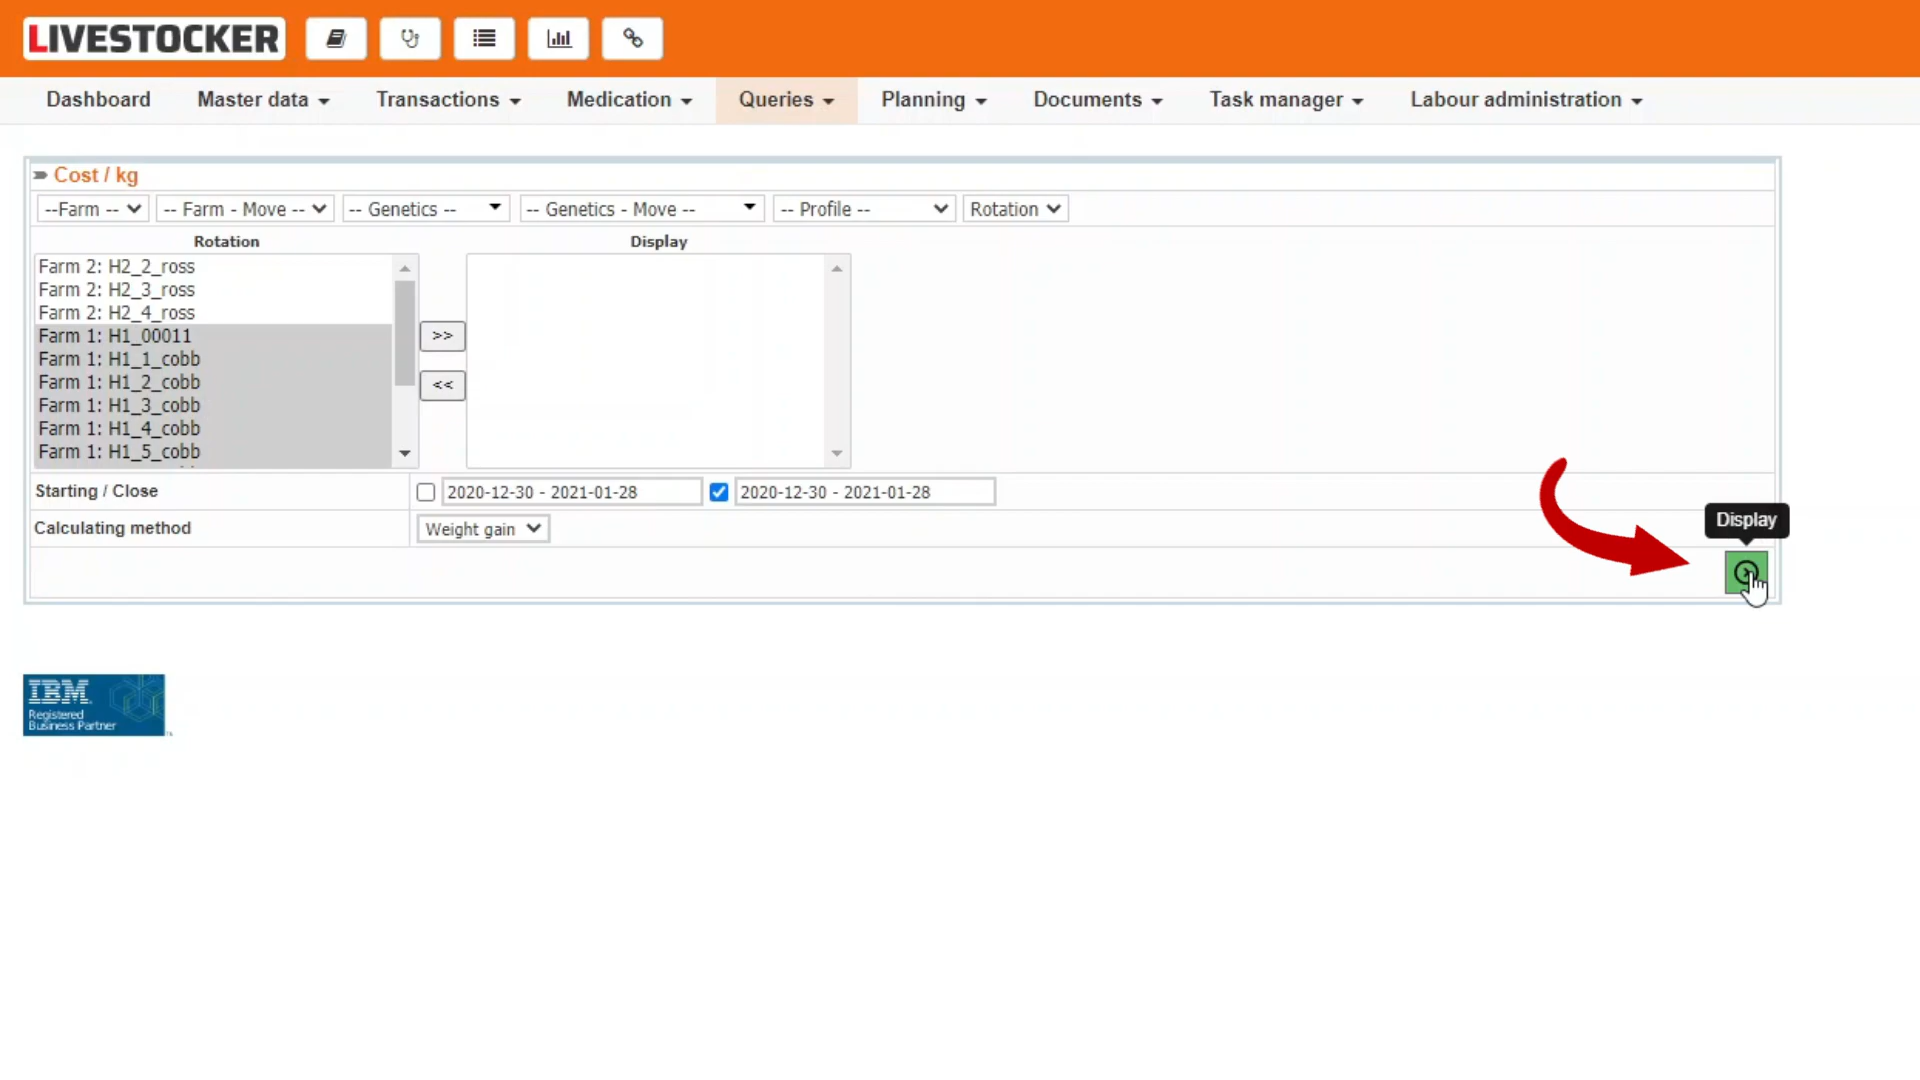 LIVESTOCKER
Dashboard Master data Transactions Medication Queries Planning Documents Task manager Labour administration
Cost / kg
--Farm -- -- Farm - Move -- -- Genetics -- -- Genetics - Move -- -- Profile -- Rotation
Rotation Display
Farm 2: H2_2_ross
Farm 2: H2_3_ross
Farm 2: H2_4_ross
Farm 1: H1_00011
>>
Farm 1: H1_1_cobb
Farm 1: H1_2_cobb
<<
Farm 1: H1_3_cobb
Farm 1: H1_4_cobb
Farm 1: H1_5_cobb
Starting / Close 2020-12-30 - 2021-01-28 2020-12-30 - 2021-01-28
Display
Calculating method Weight gain
IBM
Registered
Business Partner